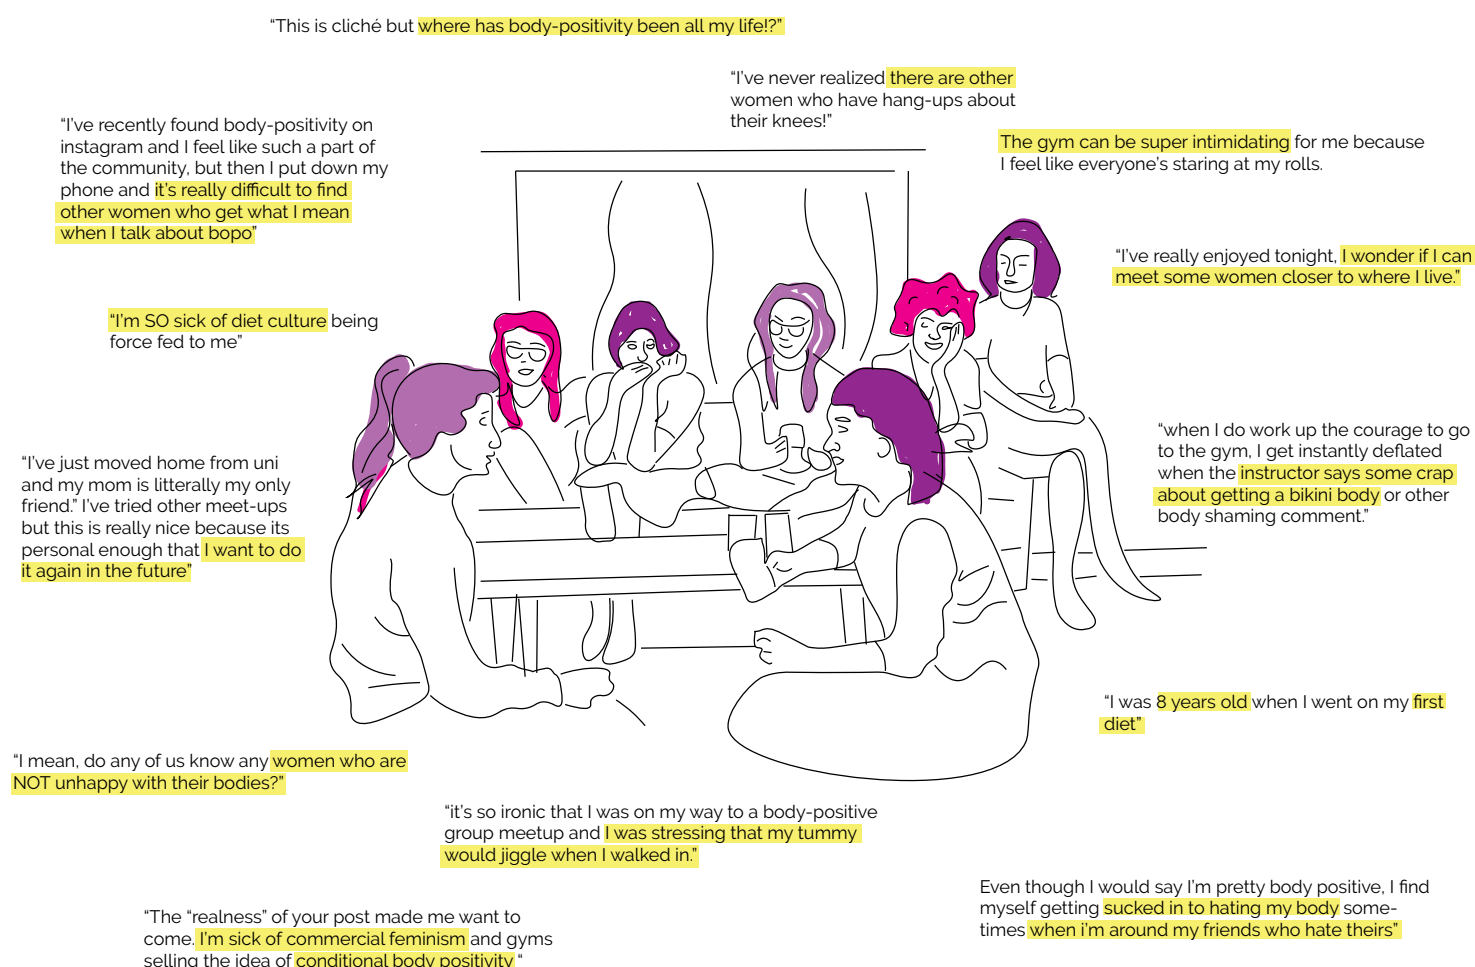 “This is cliché but where has body-positivity been all my life!?”
“I’ve never realized there are other
women who have hang-ups about
their knees!”
“I’ve recently found body-positivity on
instagram and I feel like such a part of
the community, but then I put down my
phone and it’s really difficult to find
other women who get what I mean
when I talk about bopo”
The gym can be super intimidating for me because
I feel like everyone’s staring at my rolls.
“I’ve really enjoyed tonight, I wonder if I can
meet some women closer to where I live.”
“I’m SO sick of diet culture being
force fed to me”
“when I do work up the courage to go
to the gym, I get instantly deflated
when the instructor says some crap
about getting a bikini body or other
body shaming comment.”
“I’ve just moved home from uni
and my mom is litterally my only
friend.” I’ve tried other meet-ups
but this is really nice because its
personal enough that I want to do
it again in the future”
“I was 8 years old when I went on my first
diet”
“I mean, do any of us know any women who are
NOT unhappy with their bodies?”
“it’s so ironic that I was on my way to a body-positive
group meetup and I was stressing that my tummy
would jiggle when I walked in.”
Even though I would say I’m pretty body positive, I find
myself getting sucked in to hating my body some-
times when i’m around my friends who hate theirs”
“The “realness” of your post made me want to
come. I’m sick of commercial feminism and gyms
selling the idea of conditional body positivity “